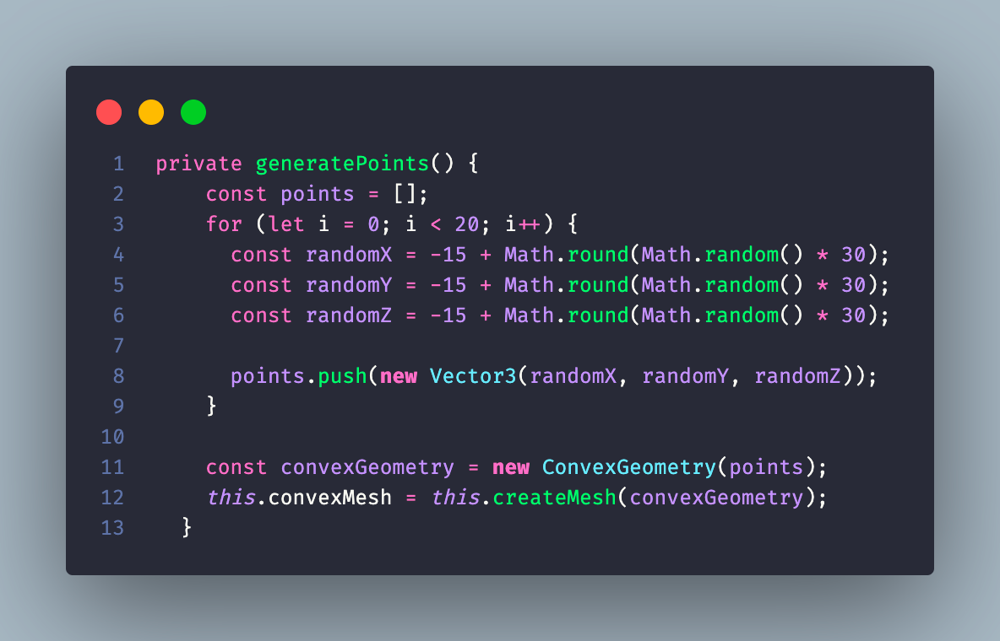 1 private generatePoints() {
2     const points = [];
3     for (let i = 0; i < 20; i++) {
4       const randomX = -15 + Math.round(Math.random() * 30);
5       const randomY = -15 + Math.round(Math.random() * 30);
6       const randomZ = -15 + Math.round(Math.random() * 30);
7
8       points.push(new Vector3(randomX, randomY, randomZ));
9     }
10
11     const convexGeometry = new ConvexGeometry(points);
12     this.convexMesh = this.createMesh(convexGeometry);
13   }